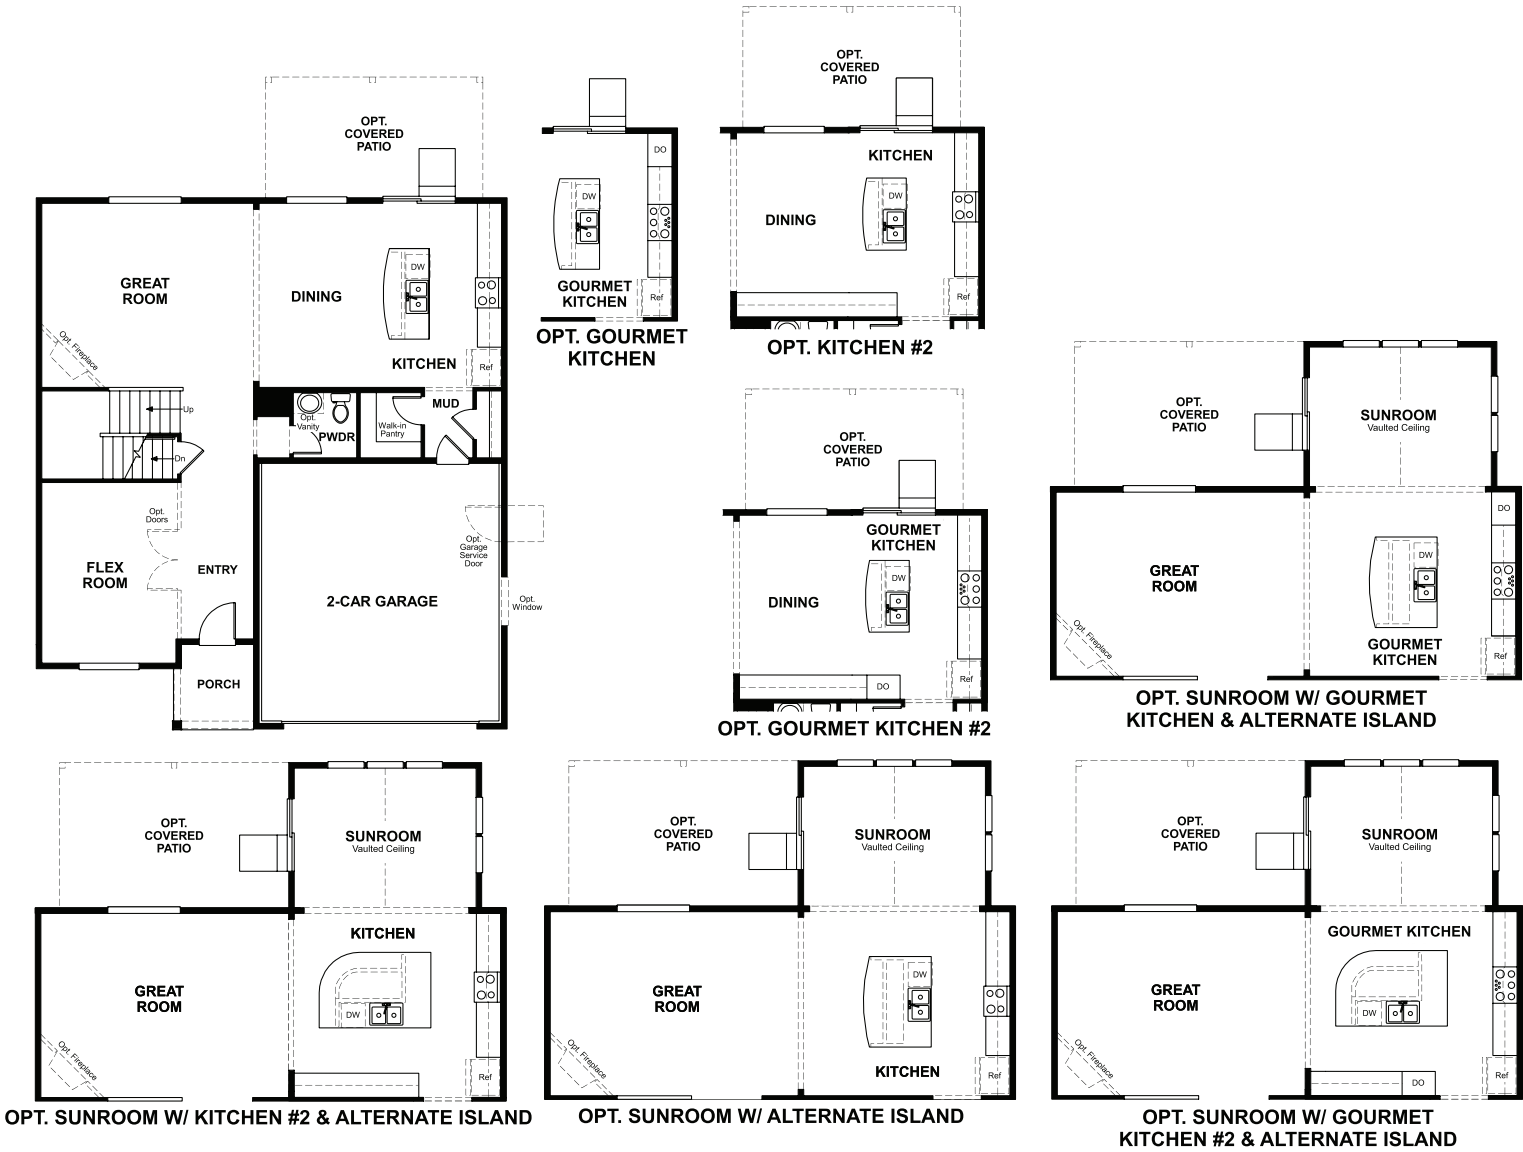 OPT.
COVERED
PATIO
GREAT
ROOM
DINING
DW
KITCHEN
Ref
Opt. Fireplace
Up
Dn
Opt.
Vanity
PWDR
Walk-in
Pantry
MUD
Opt.
Doors
FLEX
ROOM
ENTRY
2-CAR GARAGE
Opt.
Garage
Service
Door
Opt.
Window
PORCH
DO
DW
GOURMET
KITCHEN
Ref
OPT. GOURMET
KITCHEN
OPT.
COVERED
PATIO
KITCHEN
DW
DINING
Ref
OPT. KITCHEN #2
OPT.
COVERED
PATIO
GOURMET
KITCHEN
DW
DINING
Ref
DO
OPT. GOURMET KITCHEN #2
OPT.
COVERED
PATIO
SUNROOM
Vaulted Ceiling
DO
DW
GREAT
ROOM
Opt. Fireplace
GOURMET
KITCHEN
Ref
OPT. SUNROOM W/ GOURMET
KITCHEN & ALTERNATE ISLAND
OPT.
COVERED
PATIO
SUNROOM
Vaulted Ceiling
KITCHEN
GREAT
ROOM
DW
Opt. Fireplace
Ref
OPT. SUNROOM W/ KITCHEN #2 & ALTERNATE ISLAND
OPT.
COVERED
PATIO
SUNROOM
Vaulted Ceiling
DW
GREAT
ROOM
Opt. Fireplace
KITCHEN
Ref
OPT. SUNROOM W/ ALTERNATE ISLAND
OPT.
COVERED
PATIO
SUNROOM
Vaulted Ceiling
GOURMET KITCHEN
GREAT
ROOM
DW
Opt. Fireplace
Ref
DO
OPT. SUNROOM W/ GOURMET
KITCHEN #2 & ALTERNATE ISLAND